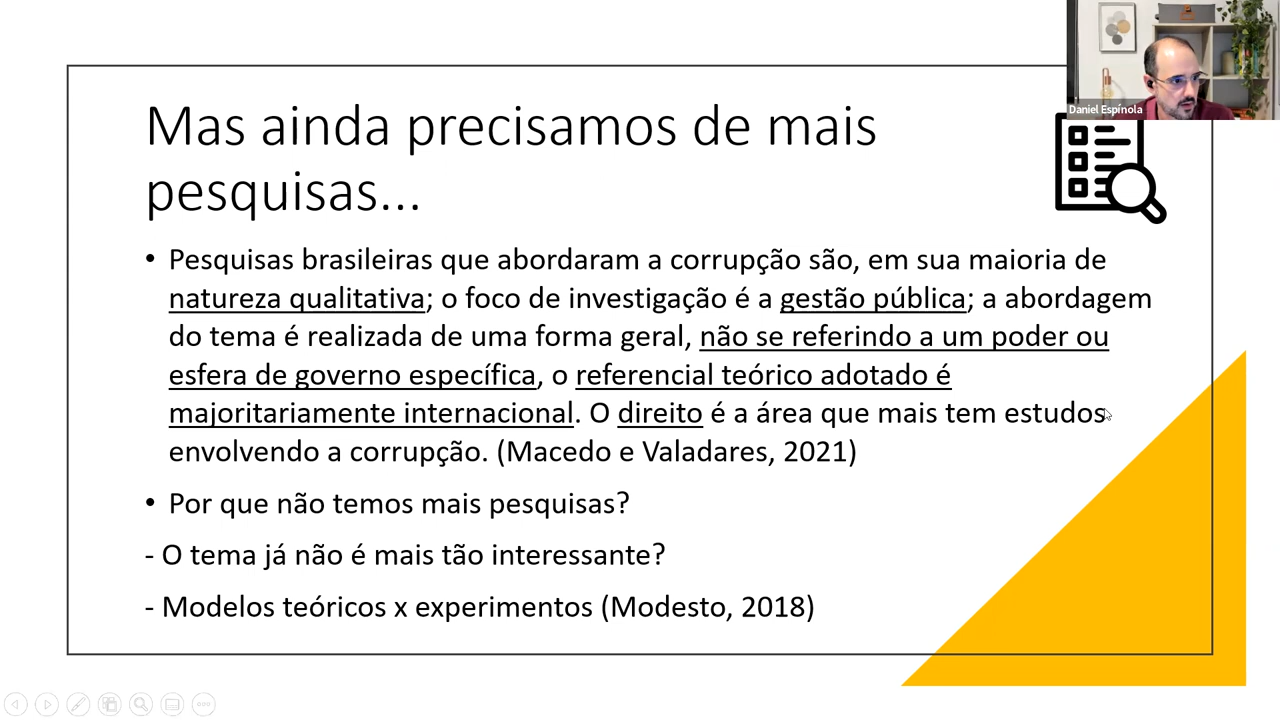 Daniel Espínola
Mas ainda precisamos de mais
pesquisas...
• Pesquisas brasileiras que abordaram a corrupção são, em sua maioria de
natureza qualitativa; o foco de investigação é a gestão pública; a abordagem
do tema é realizada de uma forma geral, não se referindo a um poder ou
esfera de governo específica, o referencial teórico adotado é
majoritariamente internacional. O direito é a área que mais tem estudos
envolvendo a corrupção. (Macedo e Valadares, 2021)
• Por que não temos mais pesquisas?
- O tema já não é mais tão interessante?
- Modelos teóricos x experimentos (Modesto, 2018)